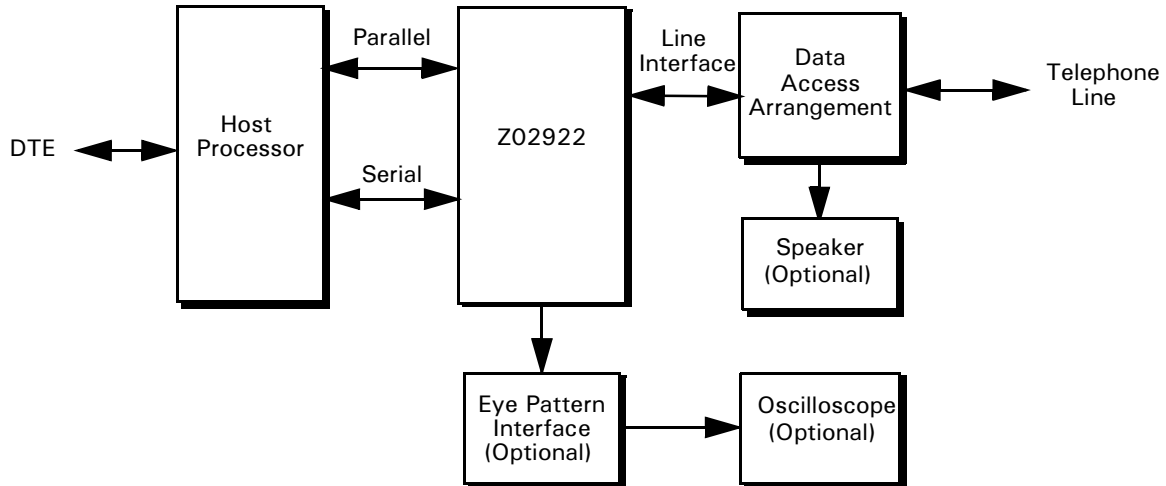 DTE
Host
Processor
Parallel
Serial
Z02922
Line
Interface
Data
Access
Arrangement
Telephone
Line
Speaker
(Optional)
Eye Pattern
Interface
(Optional)
Oscilloscope
(Optional)